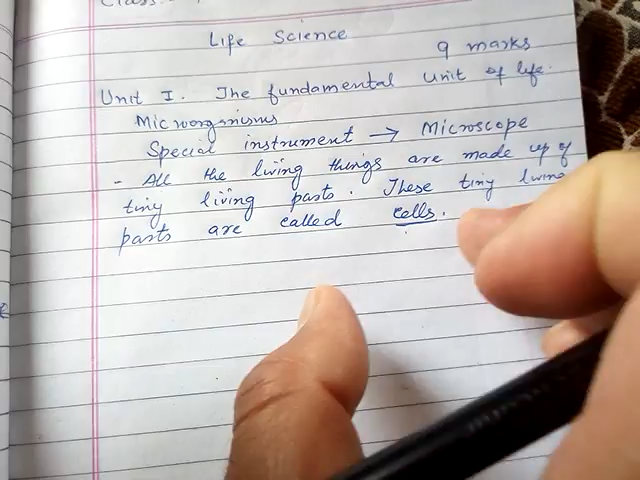 Class
Life Science
9 marks
Unit I. The fundamental unit of life.
Microorganisms
Special instrument → Microscope
- All the living things are made up of
tiny living parts. These tiny living
parts are called cells.